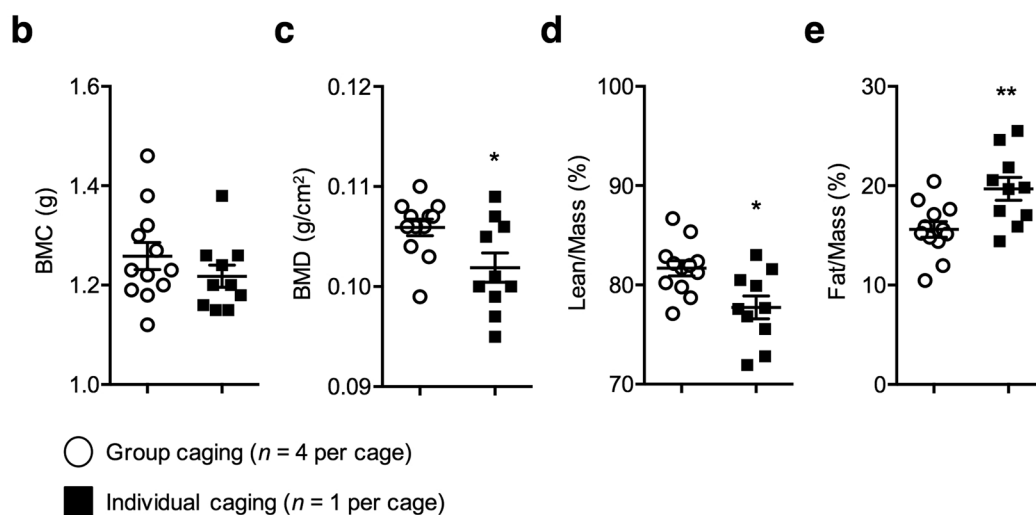 b
c
d
e
BMC (g)
1.6
1.4
1.2
1.0
BMD (g/cm²)
0.12
0.11
0.10
0.09
*
Lean/Mass (%)
100
90
80
70
*
Fat/Mass (%)
30
20
10
0
**
Group caging (n = 4 per cage)
Individual caging (n = 1 per cage)